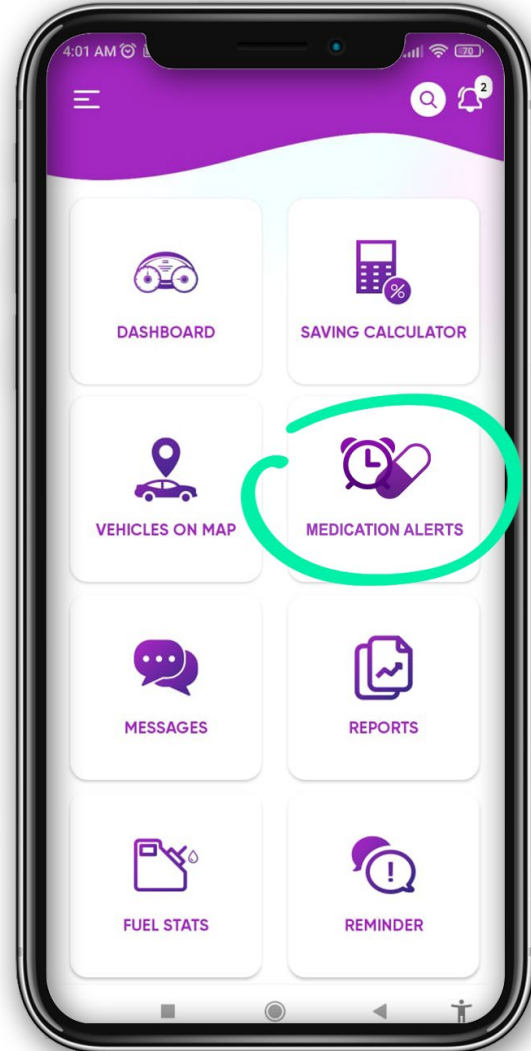 4:01 AM
70
2
%
DASHBOARD
SAVING CALCULATOR
VEHICLES ON MAP
MEDICATION ALERTS
MESSAGES
REPORTS
FUEL STATS
REMINDER